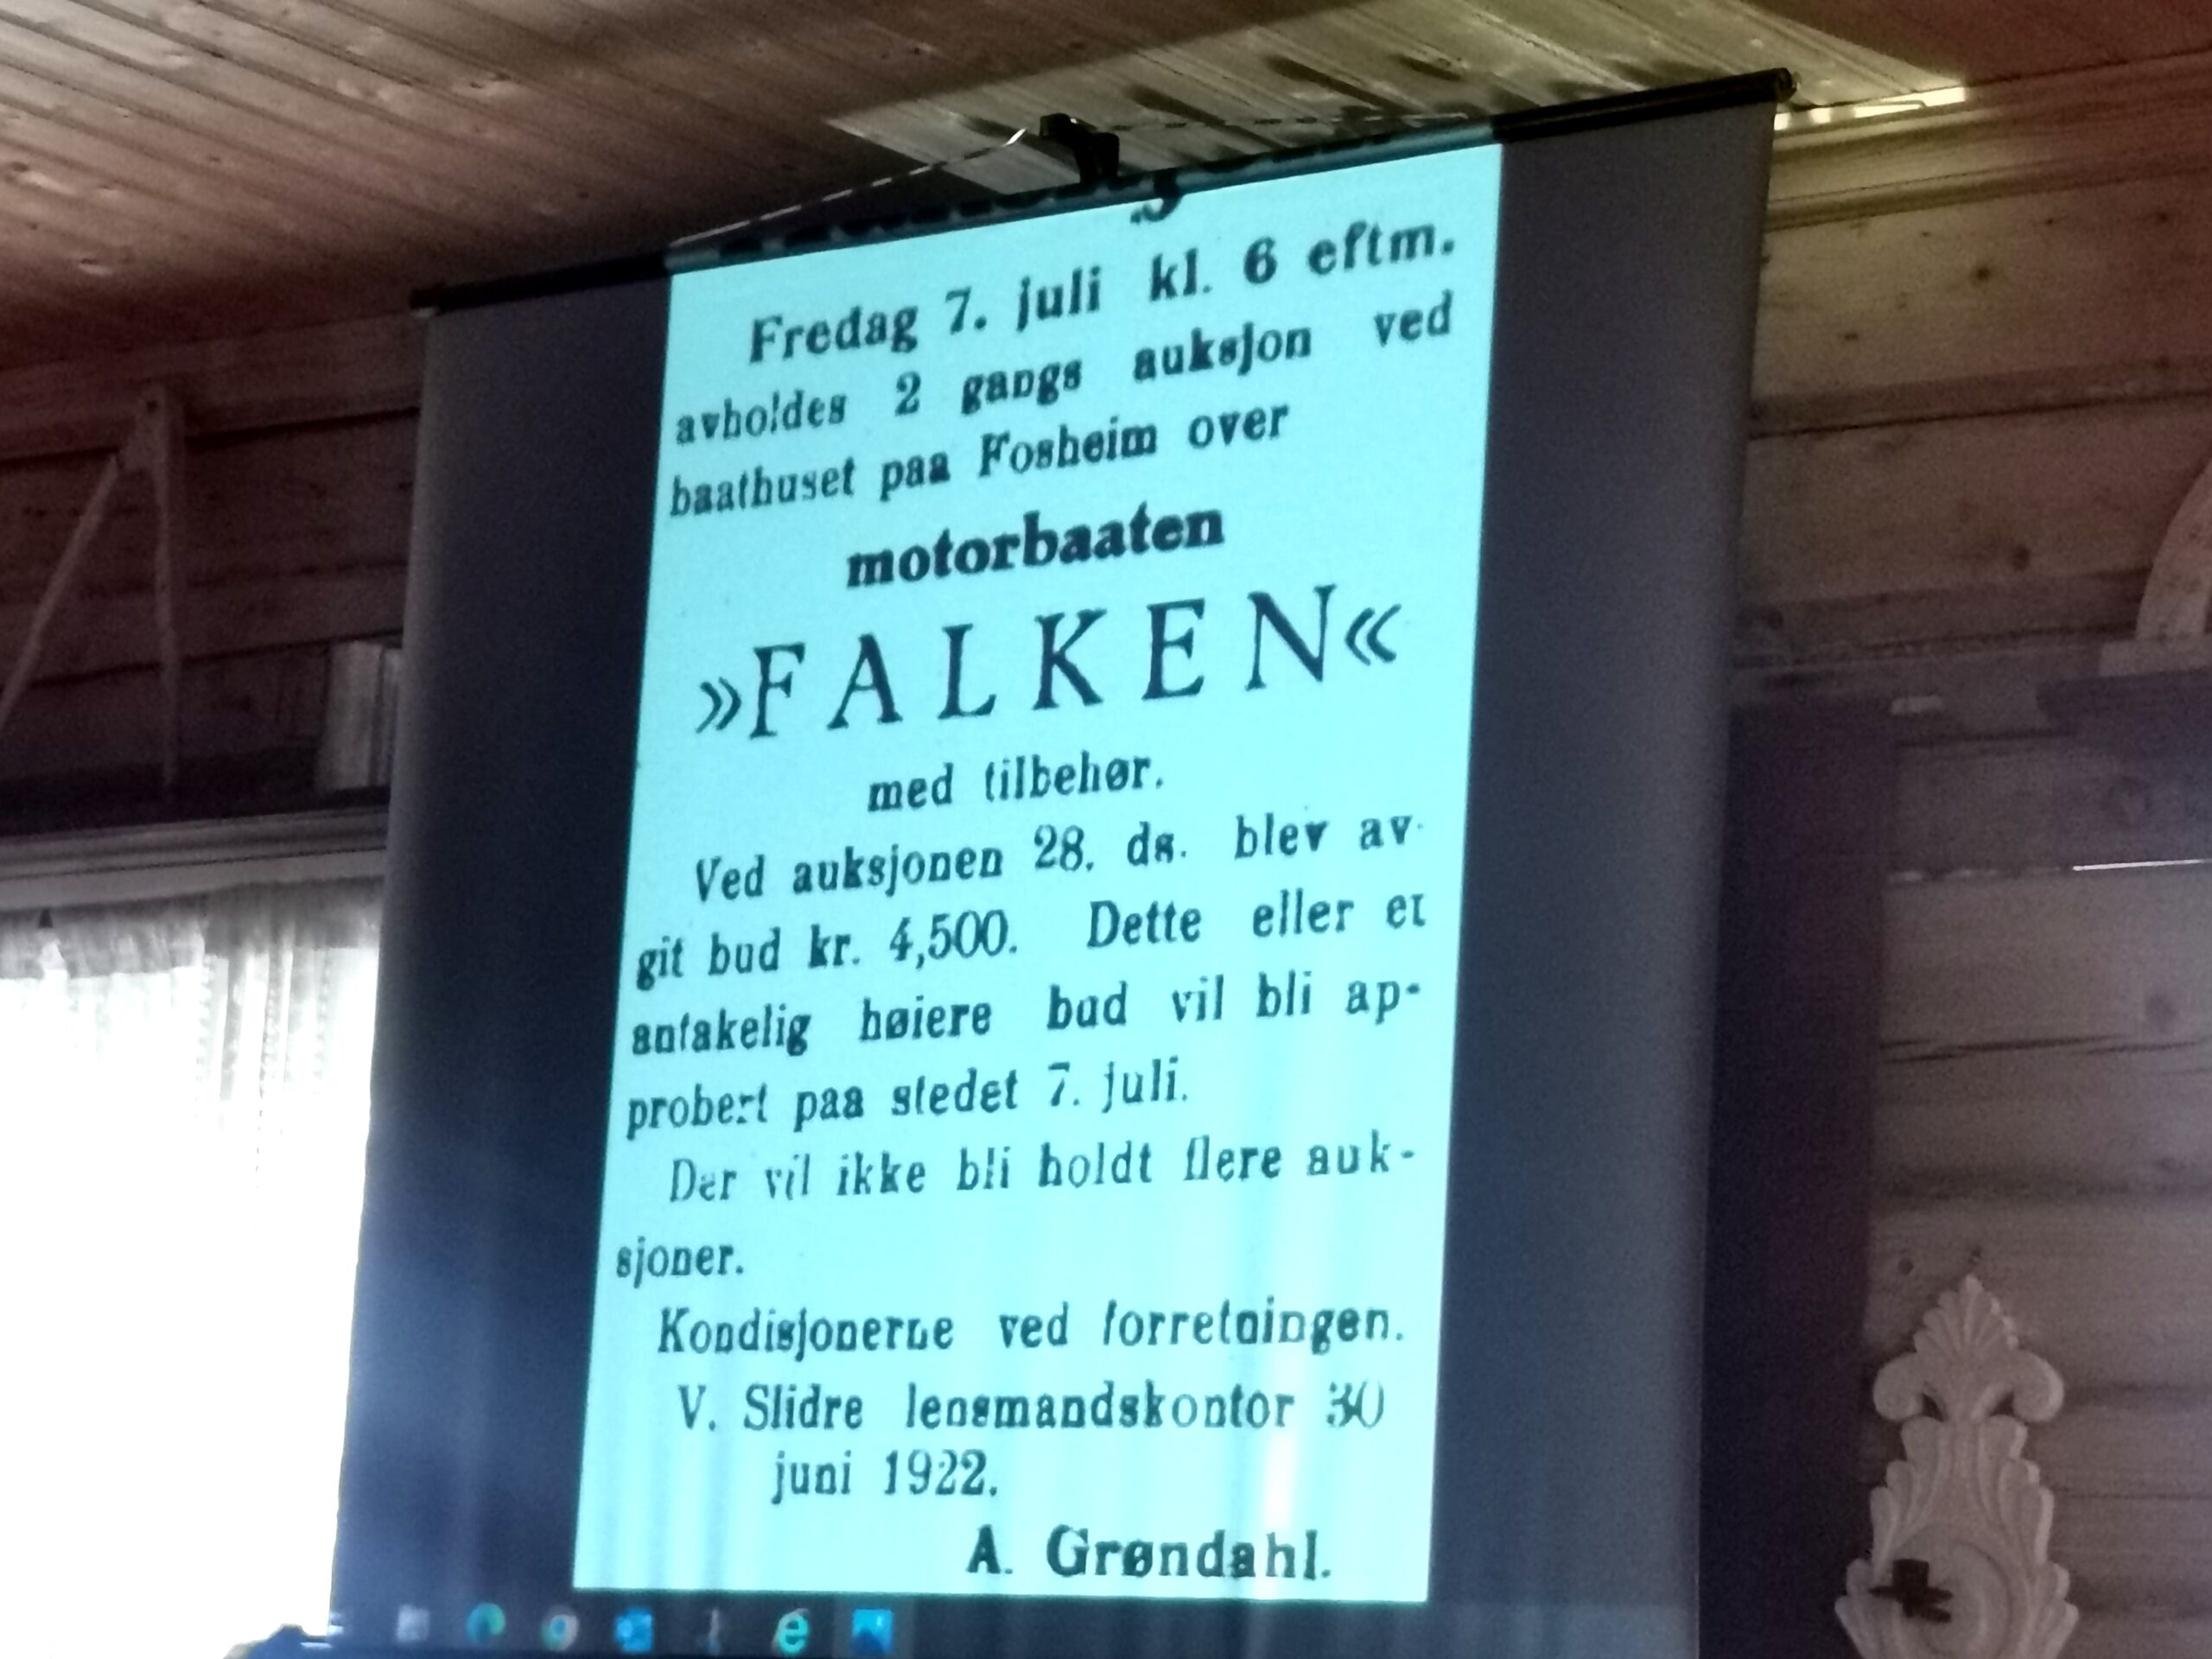 Fredag 7. juli kl. 6 eftm.
avholdes 2 gangs auksjon ved
baathuset paa Fosheim over
motorbaaten
»FALKEN«
med tilbehør.
Ved auksjonen 28. ds. blev av-
git bud kr. 4,500. Dette eller et
antakelig høiere bud vil bli ap-
probert paa stedet 7. juli.
Der vil ikke bli holdt flere auk-
sjoner.
Kondisjonerne ved forretningen.
V. Slidre lensmandskontor 30
juni 1922.
A. Grøndahl.